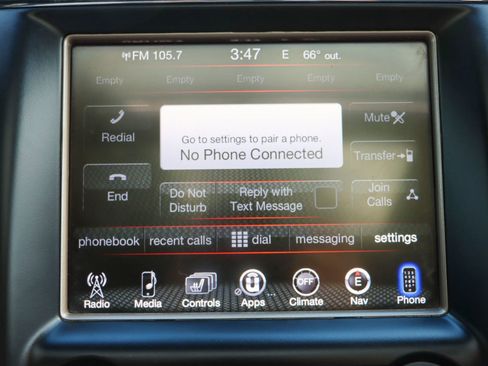 FM 105.7 3:47 E 66° out.
Empty Empty Empty Empty Empty
Redial
Go to settings to pair a phone.
No Phone Connected
Mute
Transfer
End
Do Not
Disturb
Reply with
Text Message
Join
Calls
phonebook recent calls dial messaging settings
OFF E
Radio Media Controls Apps Climate Nav Phone